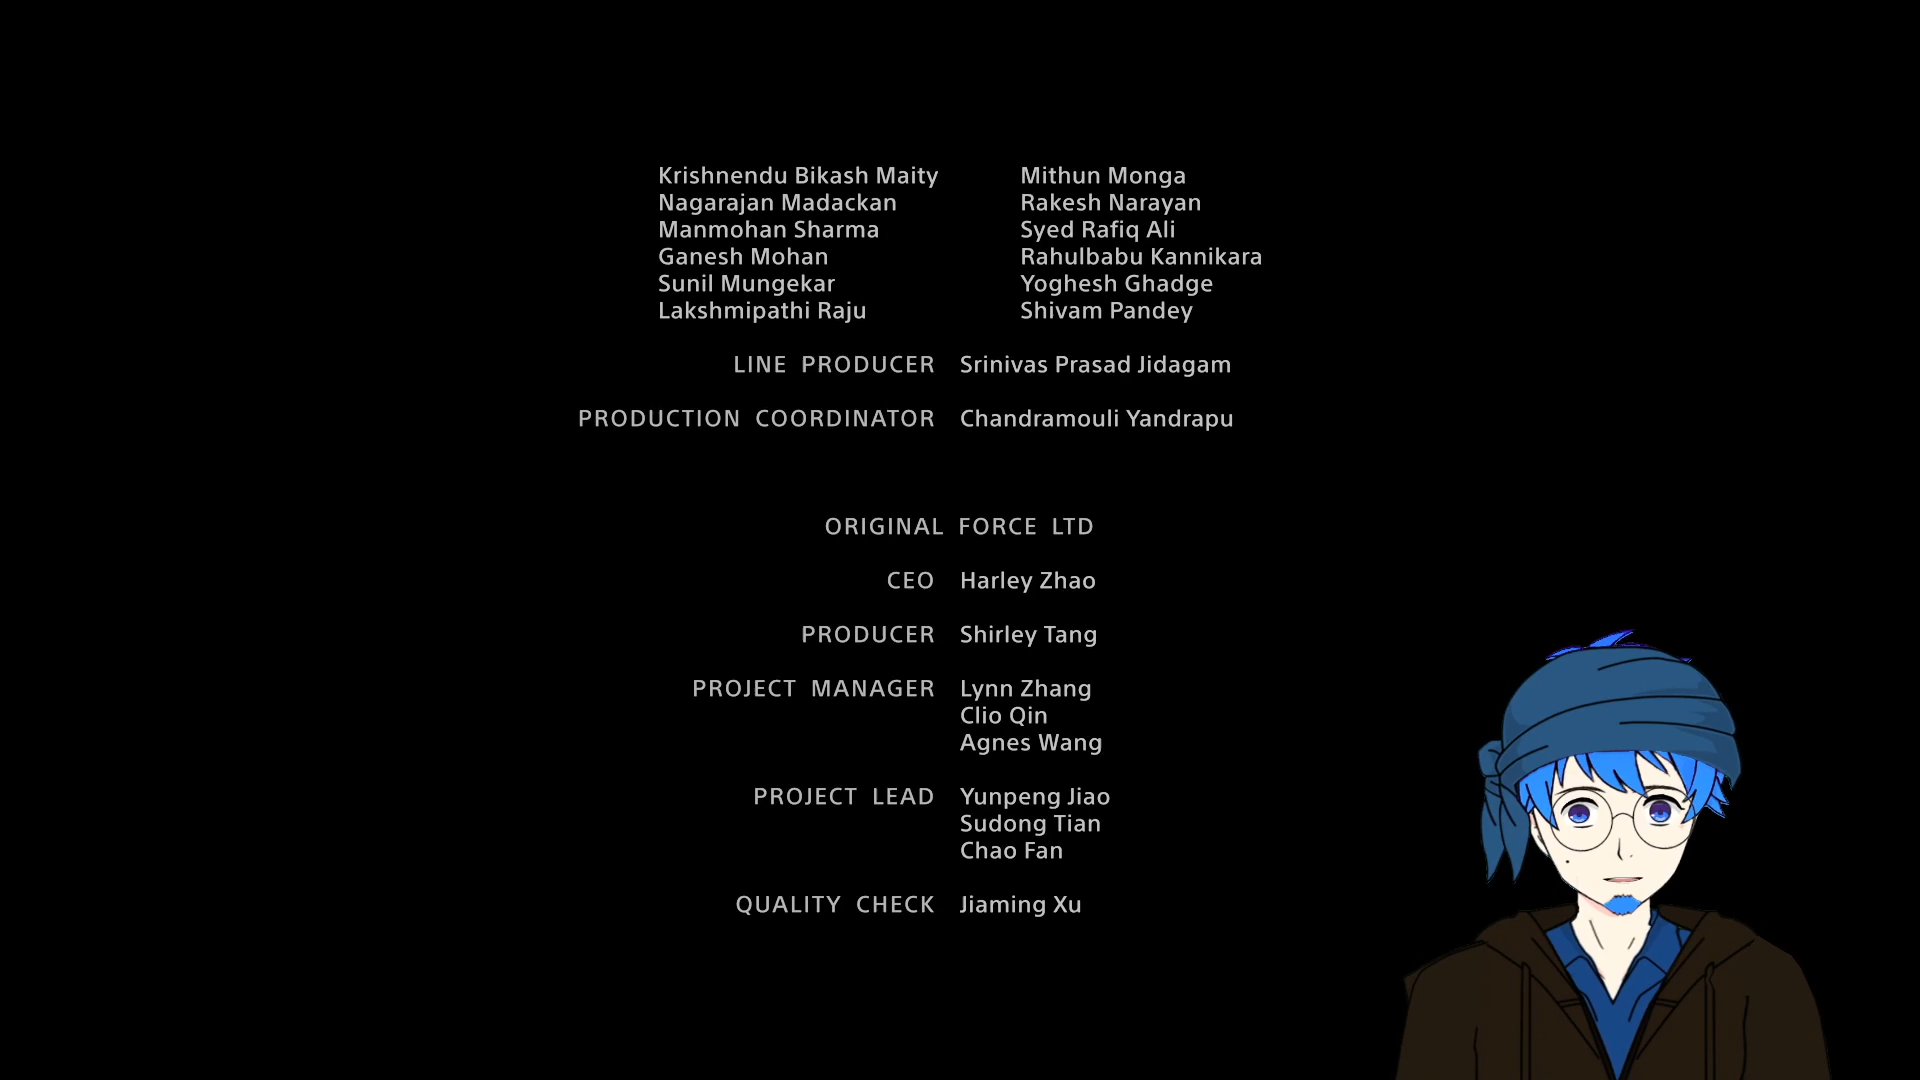 Krishnendu Bikash Maity Mithun Monga
Nagarajan Madackan Rakesh Narayan
Manmohan Sharma Syed Rafiq Ali
Ganesh Mohan Rahulbabu Kannikara
Sunil Mungekar Yoghesh Ghadge
Lakshmipathi Raju Shivam Pandey
LINE PRODUCER Srinivas Prasad Jidagam
PRODUCTION COORDINATOR Chandramouli Yandrapu
ORIGINAL FORCE LTD
CEO Harley Zhao
PRODUCER Shirley Tang
PROJECT MANAGER Lynn Zhang
Clio Qin
Agnes Wang
PROJECT LEAD Yunpeng Jiao
Sudong Tian
Chao Fan
QUALITY CHECK Jiaming Xu